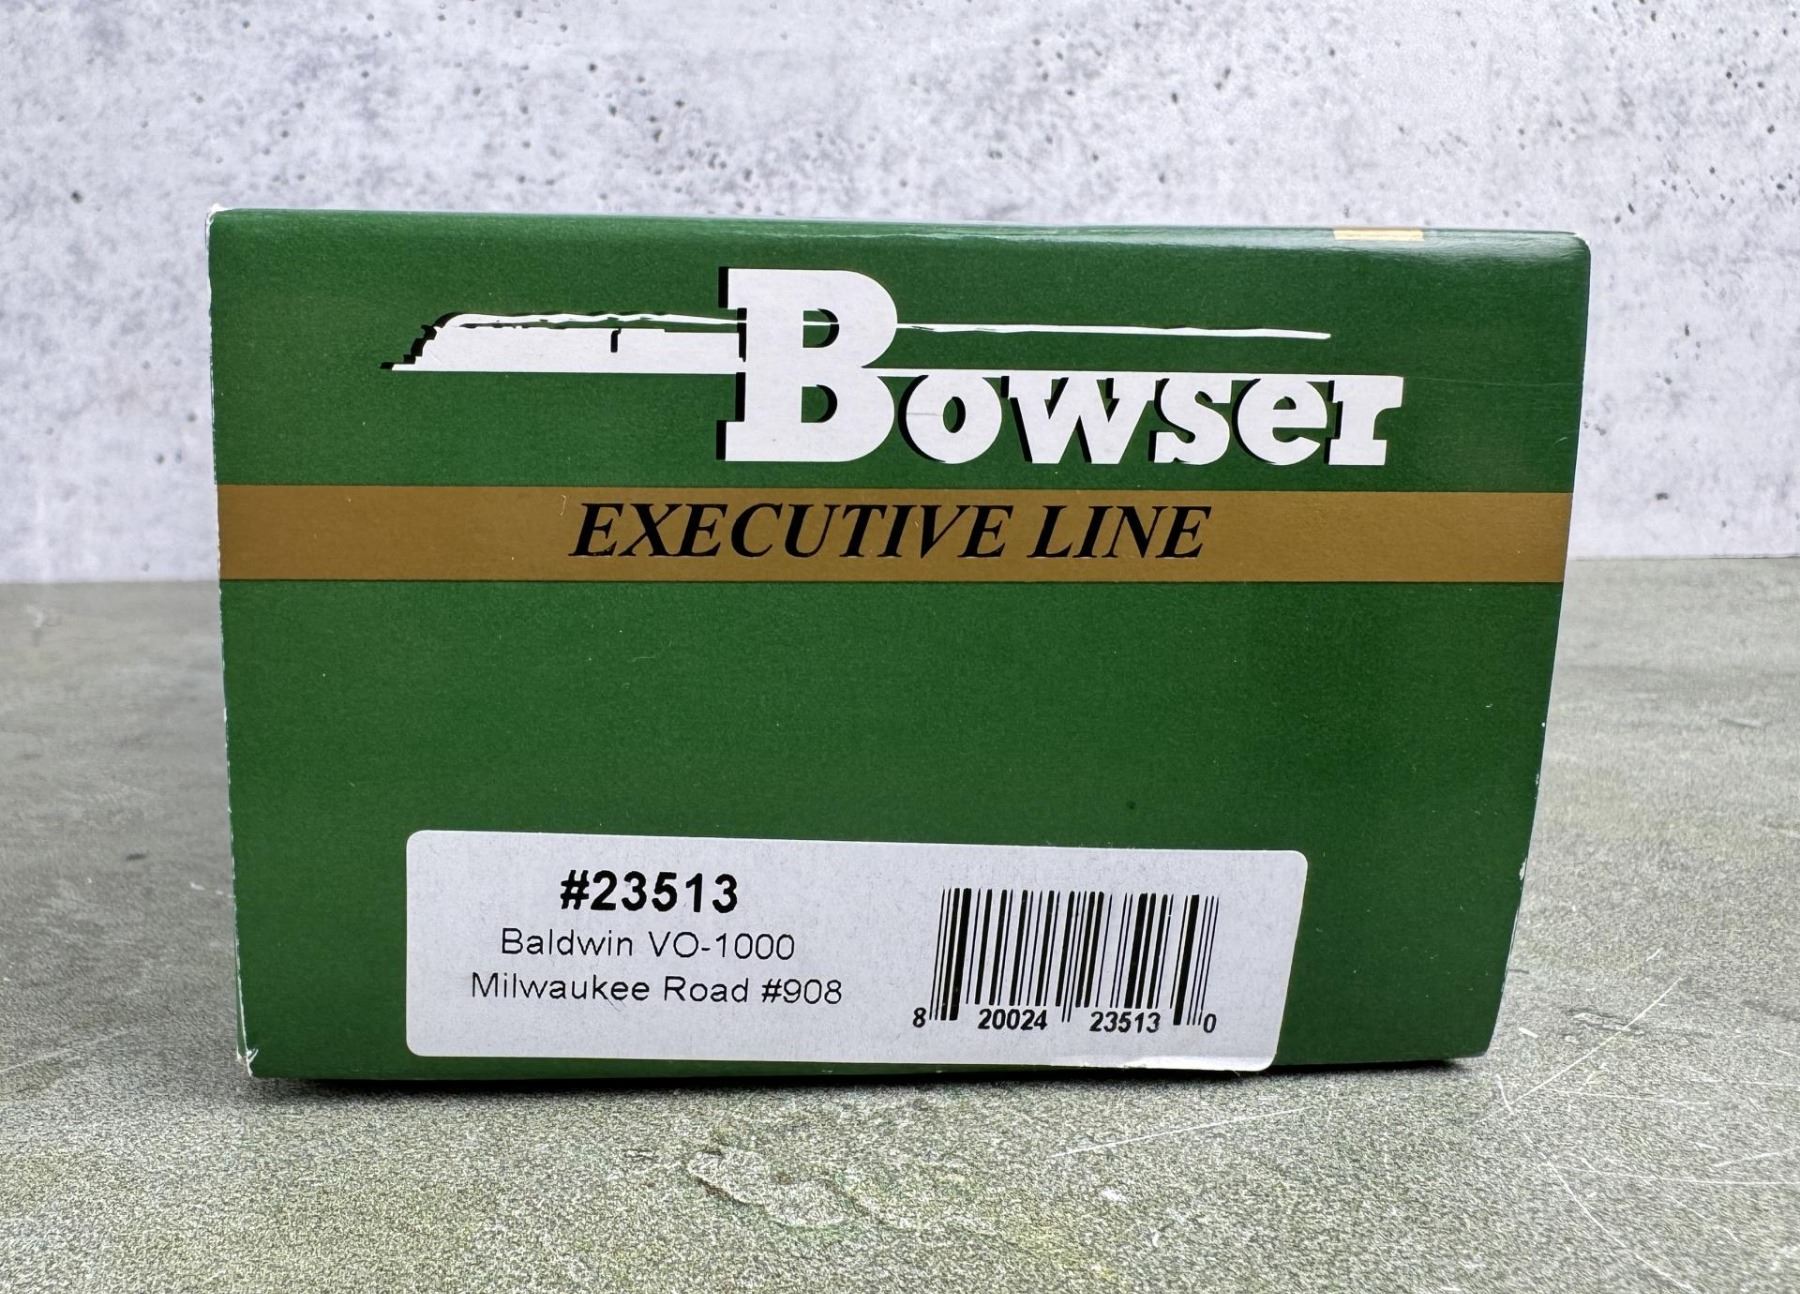 Bowser
EXECUTIVE LINE
#23513
Baldwin VO-1000
Milwaukee Road #908
8 20024 23513 0